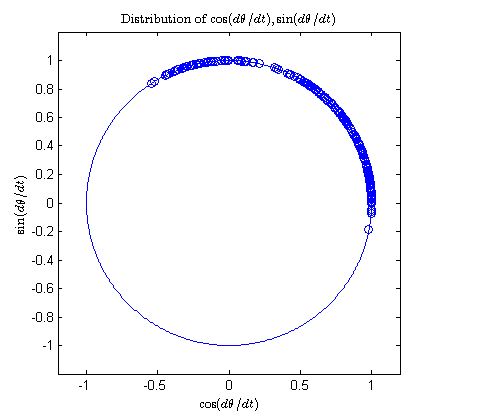 Distribution of cos(dθ/dt), sin(dθ/dt)
1
0.8
0.6
0.4
0.2
0
-0.2
-0.4
-0.6
-0.8
-1
sin(dθ/dt)
-1 -0.5 0 0.5 1
cos(dθ/dt)